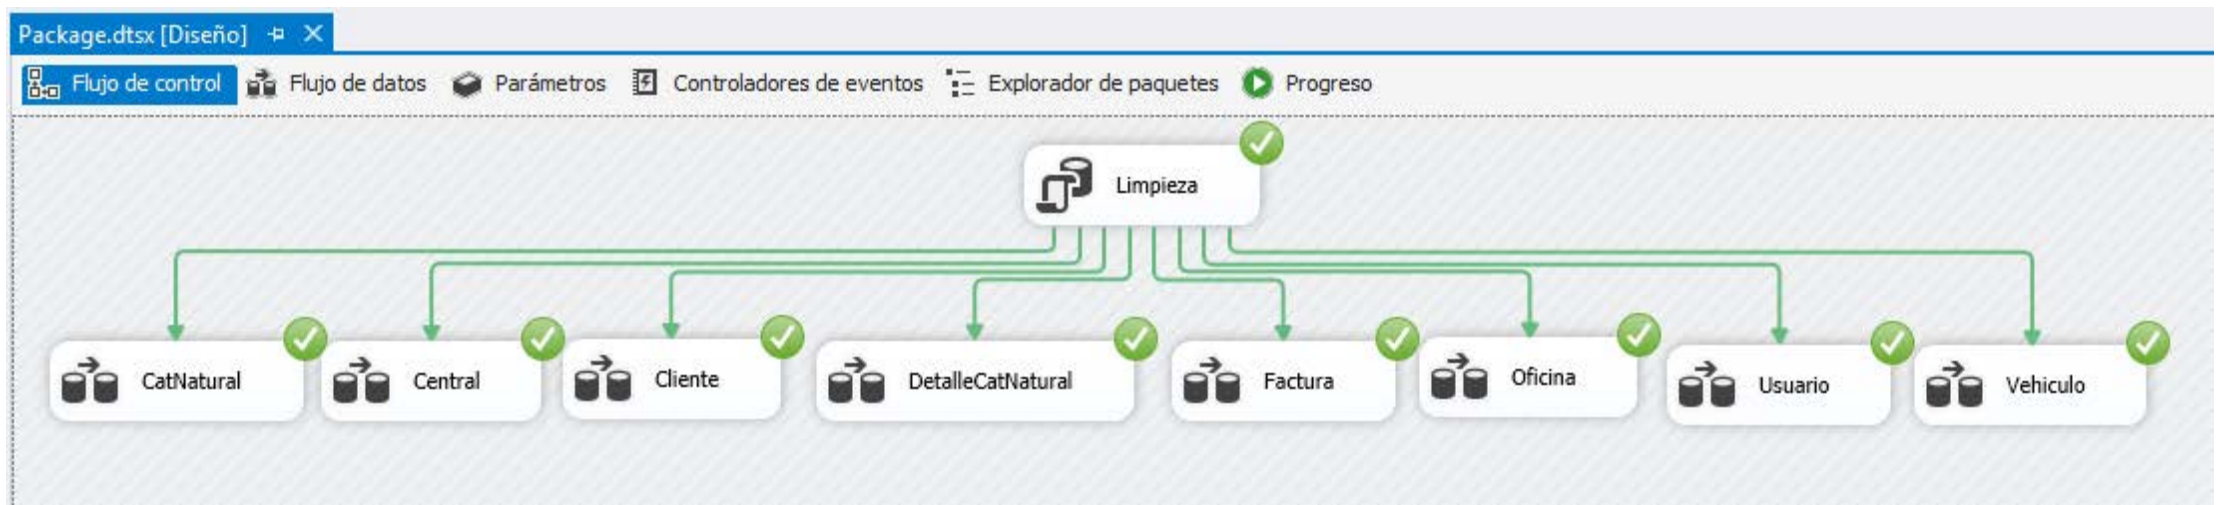 Package.dtsx [Diseño]
Flujo de control Flujo de datos Parámetros Controladores de eventos Explorador de paquetes Progreso
Limpieza
CatNatural Central Cliente DetalleCatNatural Factura Oficina Usuario Vehiculo